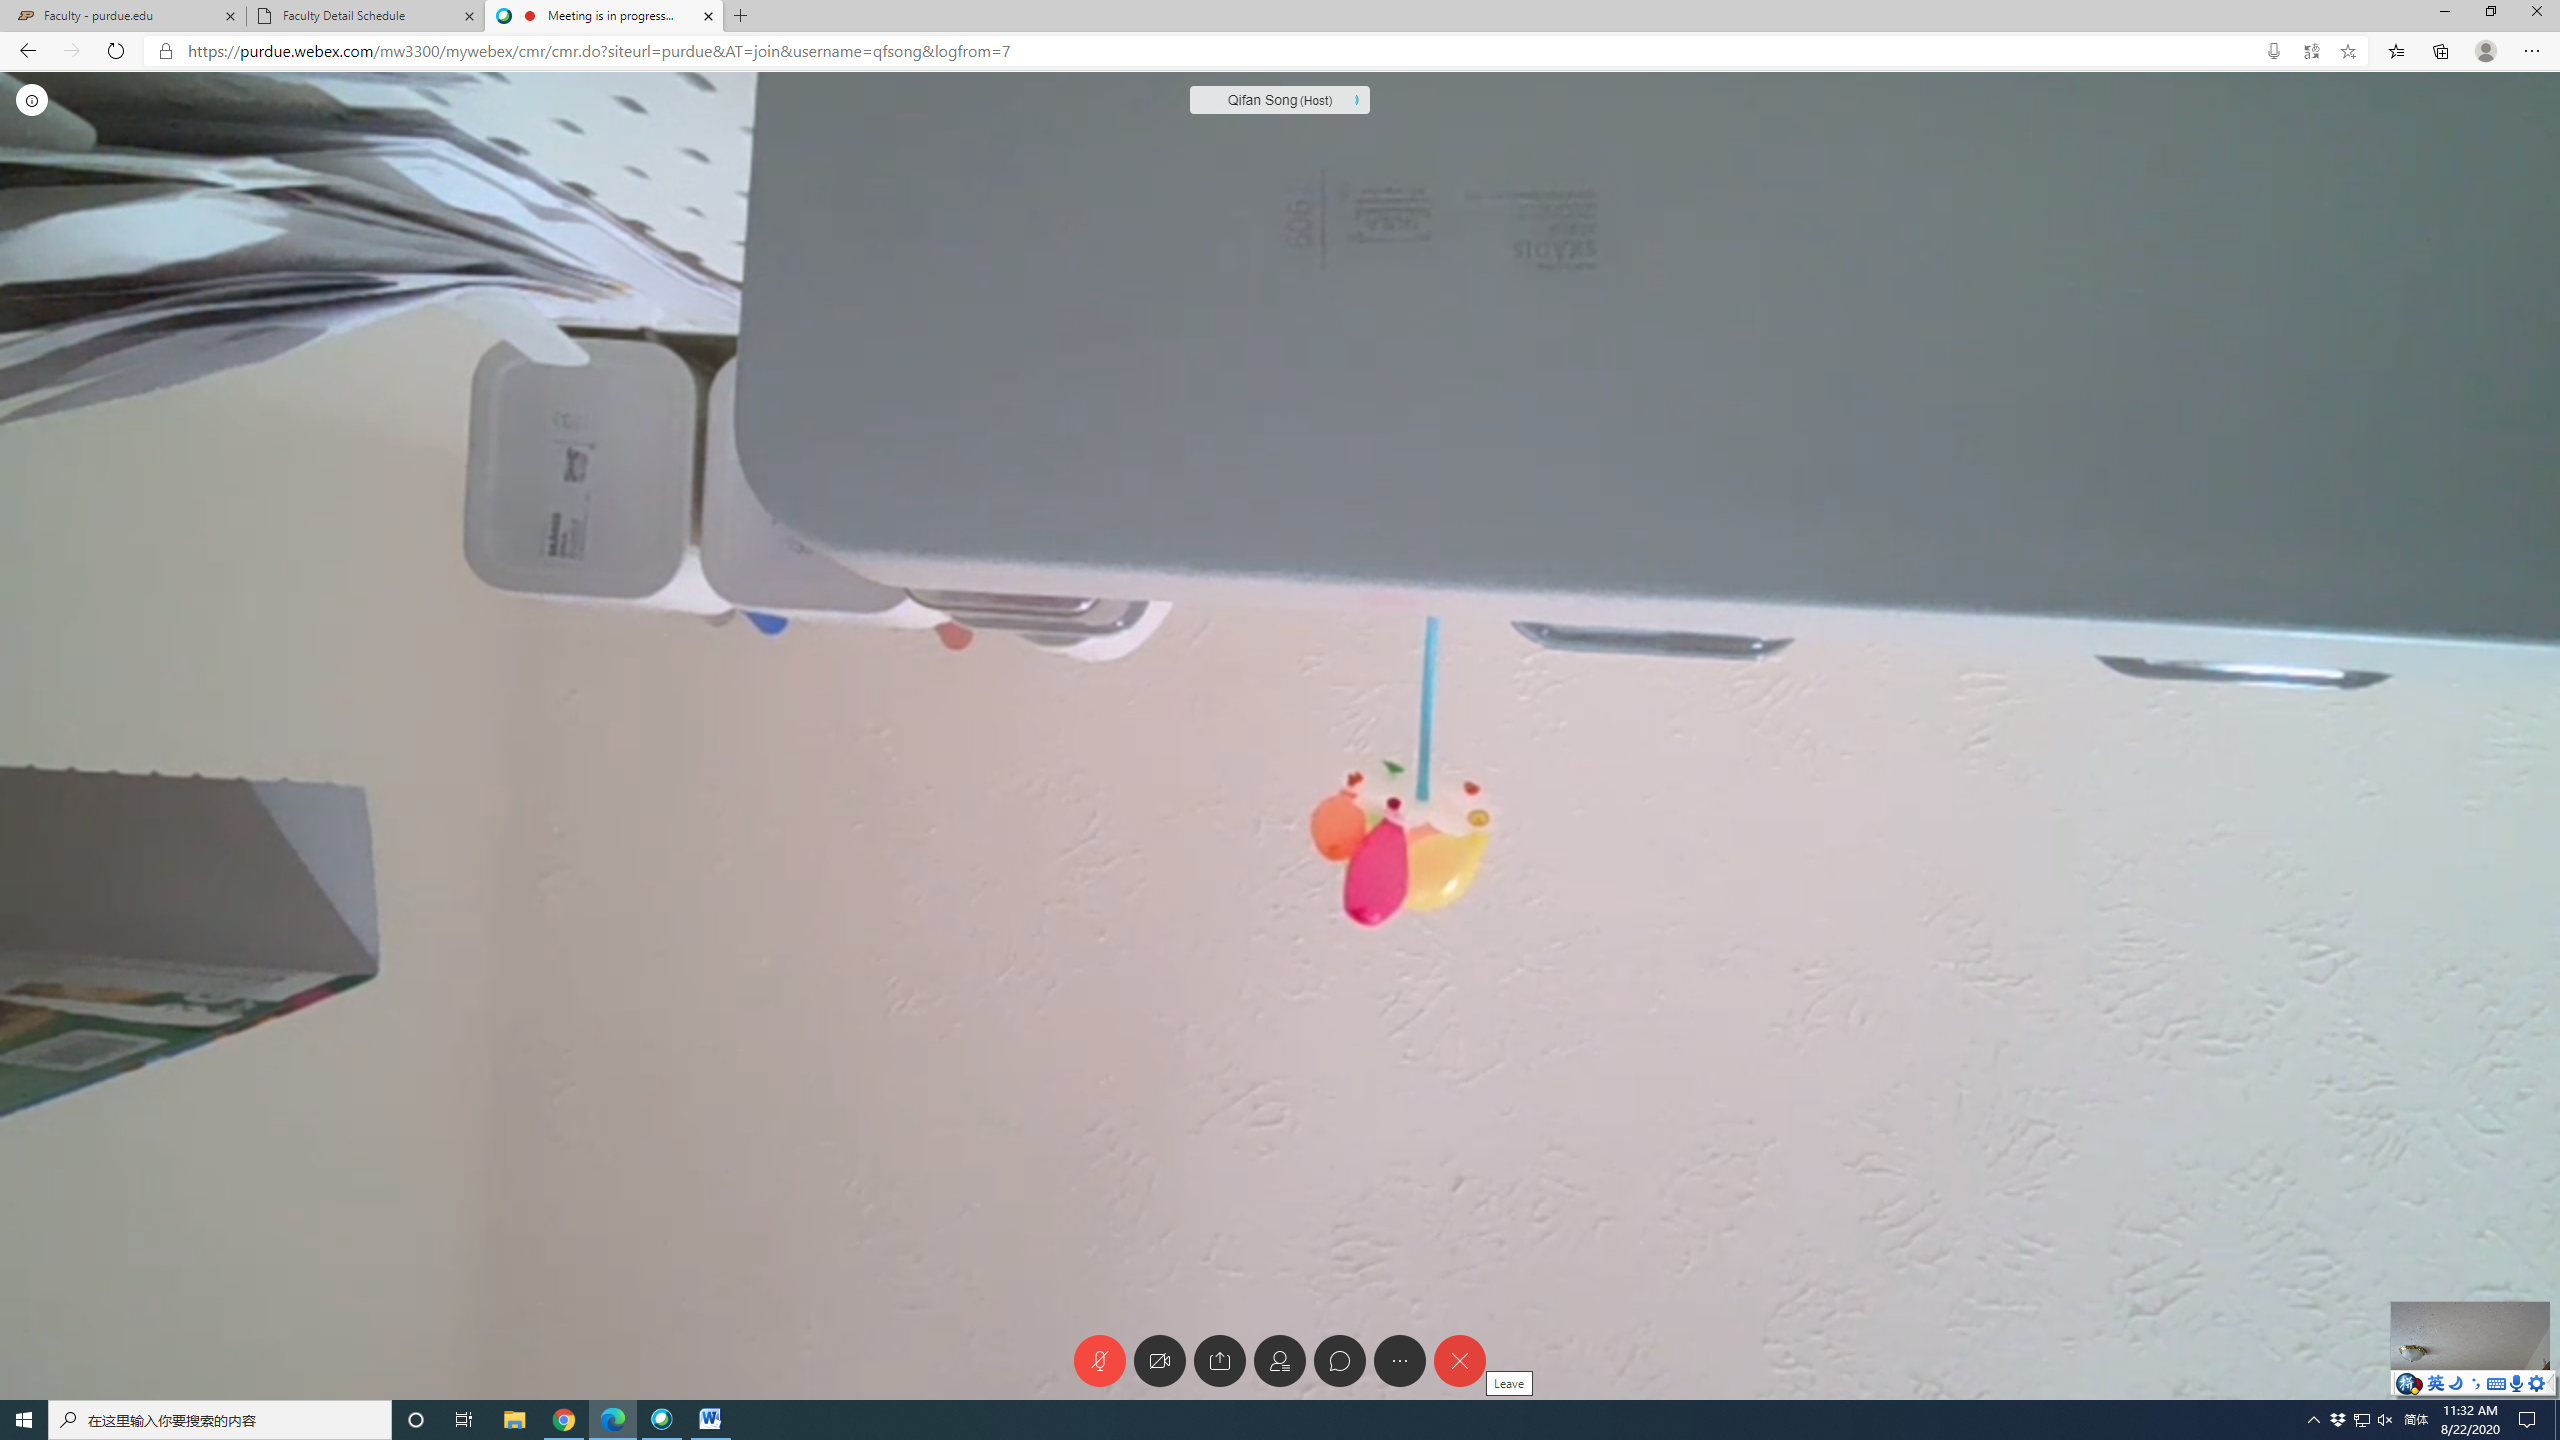 Faculty - purdue.edu
Faculty Detail Schedule
Meeting is in progress...
https://purdue.webex.com/mw3300/mywebex/cmr/cmr.do?siteurl=purdue&AT=join&username=qfsong&logfrom=7
Qifan Song (Host)
SKÅDIS
Leave
英
在这里输入你要搜索的内容
简体
11:32 AM
8/22/2020